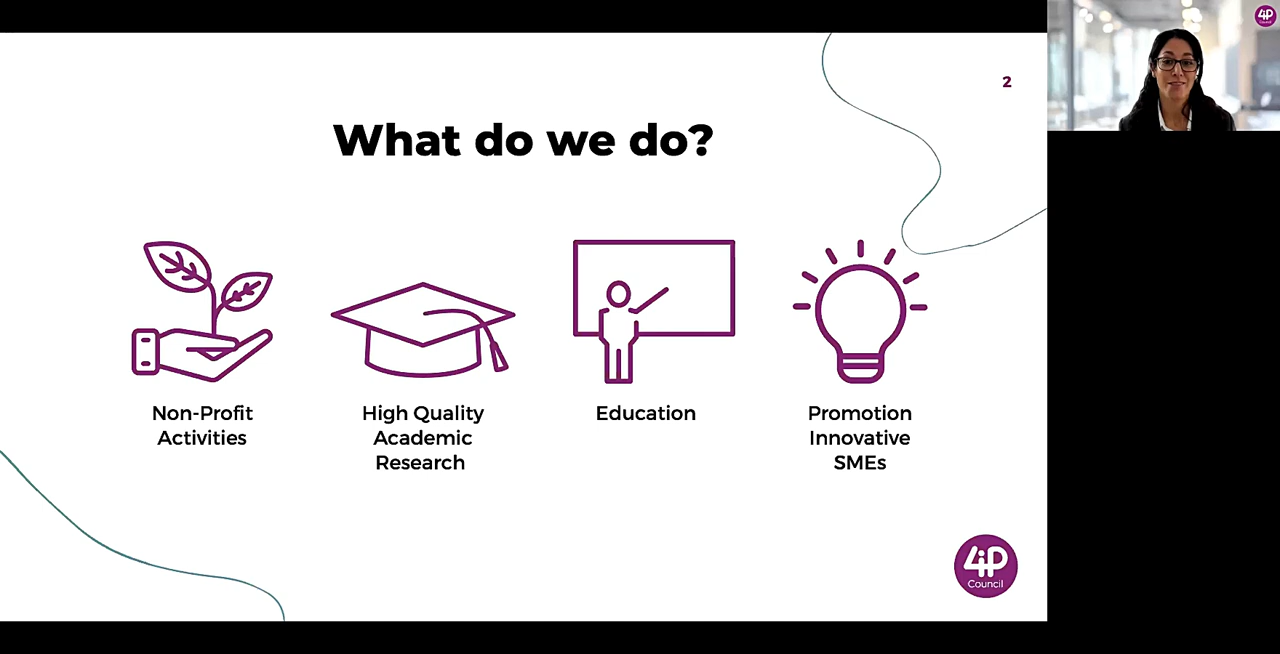 2
What do we do?
Non-Profit
Activities
High Quality
Academic
Research
Education
Promotion
Innovative
SMEs
4iP
Council
4iP
Council